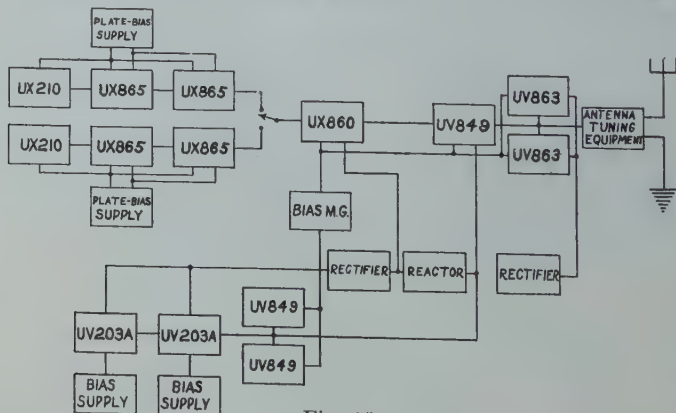 PLATE-BIAS
SUPPLY
UX210
UX865
UX865
UX210
UX865
UX865
PLATE-BIAS
SUPPLY
UX860
UV849
UV863
UV863
ANTENNA
TUNING
EQUIPMENT
BIAS M.G.
RECTIFIER
REACTOR
RECTIFIER
UV849
UV849
UV203A
UV203A
BIAS
SUPPLY
BIAS
SUPPLY